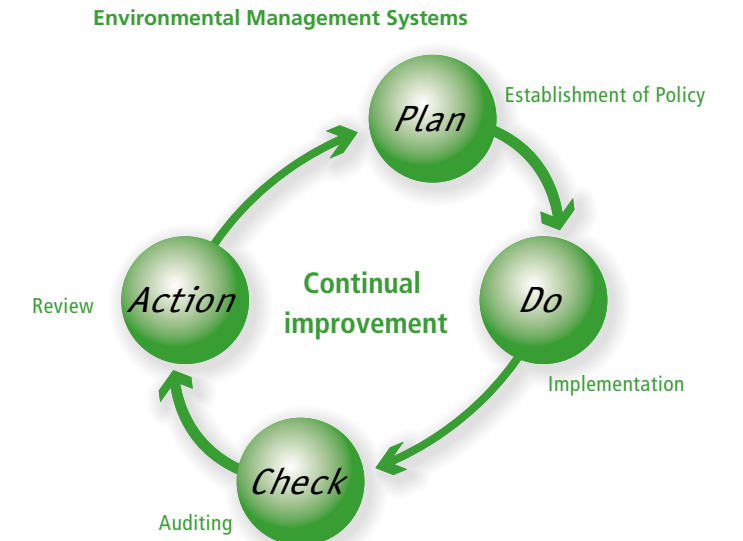 Environmental Management Systems
Plan
Establishment of Policy
Do
Implementation
Check
Auditing
Action
Review
Continual
improvement